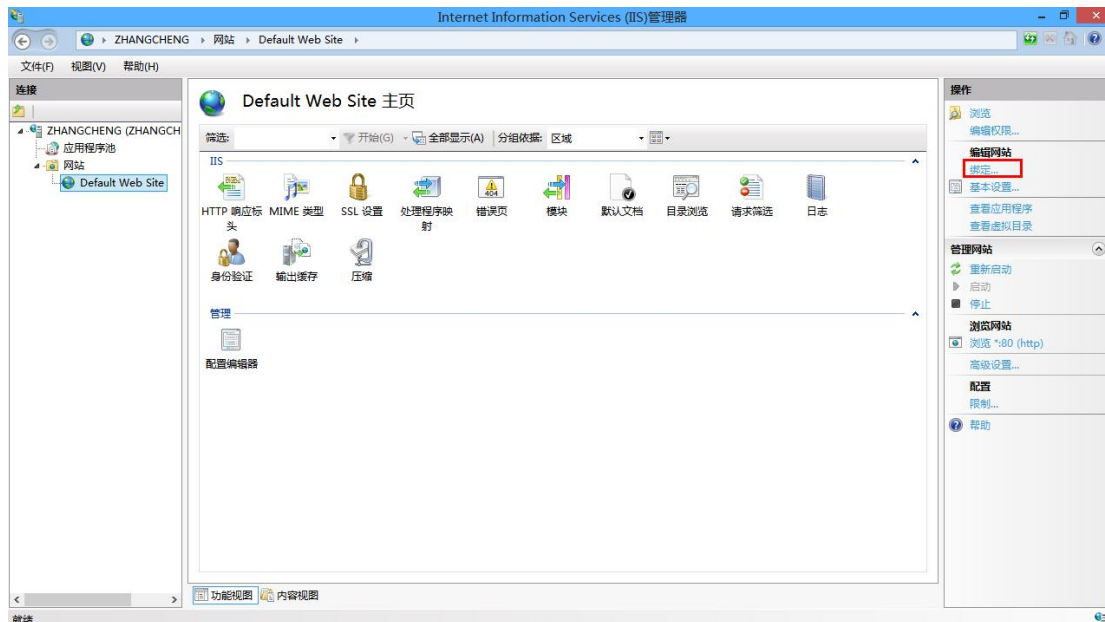 Internet Information Services (IIS)管理器
ZHANGCHENG
网站
Default Web Site
文件(F)
视图(V)
帮助(H)
连接
ZHANGCHENG (ZHANGCH
应用程序池
网站
Default Web Site
Default Web Site 主页
筛选:
开始(G)
全部显示(A)
分组依据:
区域
IIS
HTTP 响应标
头
MIME 类型
SSL 设置
处理程序映
射
404
错误页
模块
默认文档
目录浏览
请求筛选
日志
身份验证
输出缓存
压缩
管理
配置编辑器
功能视图
内容视图
操作
浏览
编辑权限...
编辑网站
绑定...
基本设置...
查看应用程序
查看虚拟目录
管理网站
重新启动
启动
停止
浏览网站
浏览 *:80 (http)
高级设置...
配置
限制...
帮助
就绪